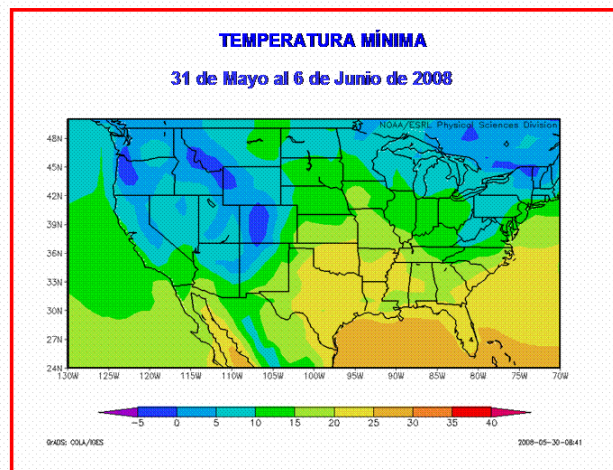 TEMPERATURA MÍNIMA
31 de Mayo al 6 de Junio de 2008
NOAA/ESRL Physical Sciences Division
48N
45N
42N
39N
36N
33N
30N
27N
24N
130W 125W 120W 115W 110W 105W 100W 95W 90W 85W 80W 75W 70W
-5 0 5 10 15 20 25 30 35 40
GrADS: COLA/IGES 2008-05-30-08:41